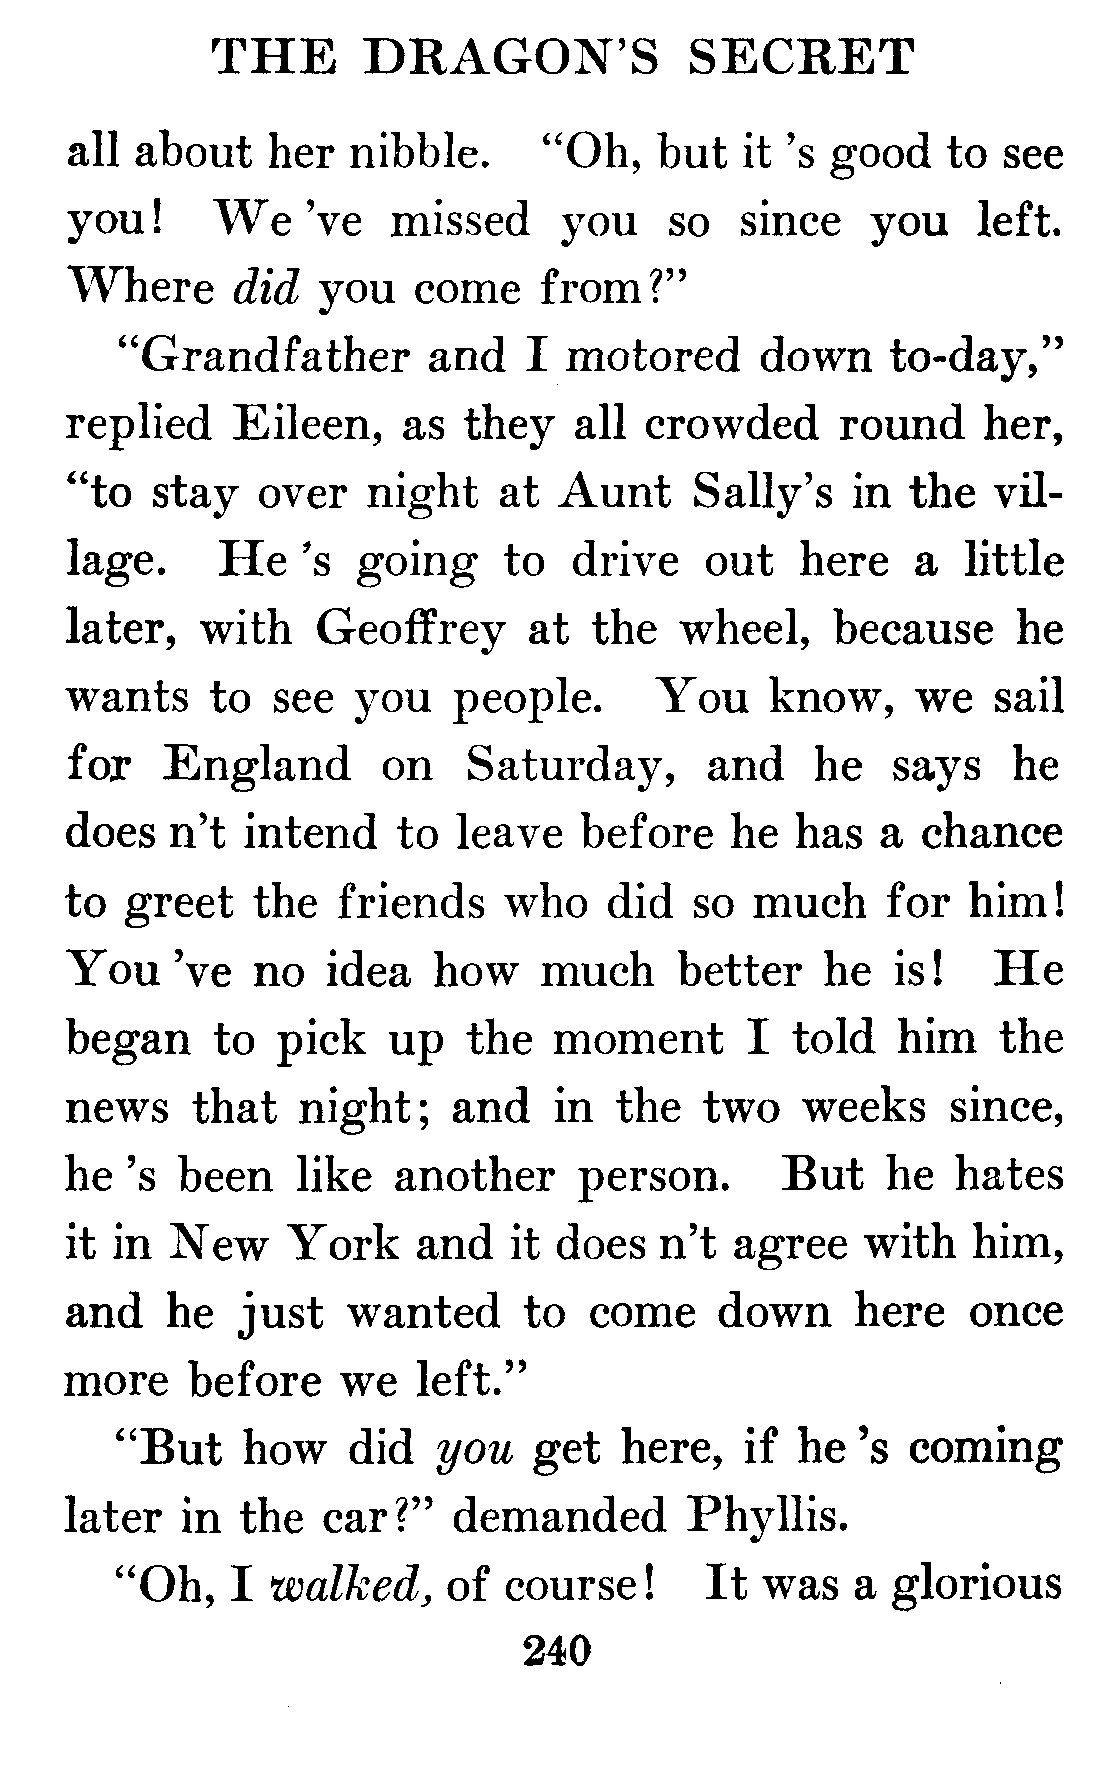 THE DRAGON'S SECRET
all about her nibble. “Oh, but it ’s good to see
you! We ’ve missed you so since you left.
Where did you come from?”
“Grandfather and I motored down to-day,”
replied Eileen, as they all crowded round her,
“to stay over night at Aunt Sally’s in the vil-
lage. He ’s going to drive out here a little
later, with Geoffrey at the wheel, because he
wants to see you people. You know, we sail
for England on Saturday, and he says he
does n’t intend to leave before he has a chance
to greet the friends who did so much for him!
You ’ve no idea how much better he is! He
began to pick up the moment I told him the
news that night; and in the two weeks since,
he ’s been like another person. But he hates
it in New York and it does n’t agree with him,
and he just wanted to come down here once
more before we left.”
“But how did you get here, if he ’s coming
later in the car?” demanded Phyllis.
“Oh, I walked, of course! It was a glorious
240